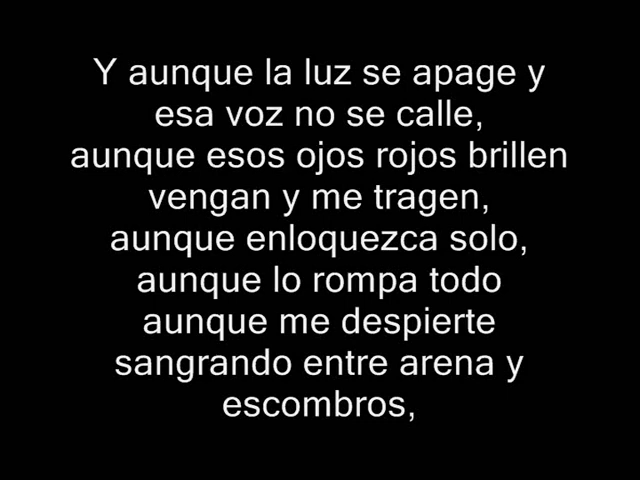 Y aunque la luz se apage y
esa voz no se calle,
aunque esos ojos rojos brillen
vengan y me tragen,
aunque enloquezca solo,
aunque lo rompa todo
aunque me despierte
sangrando entre arena y
escombros,